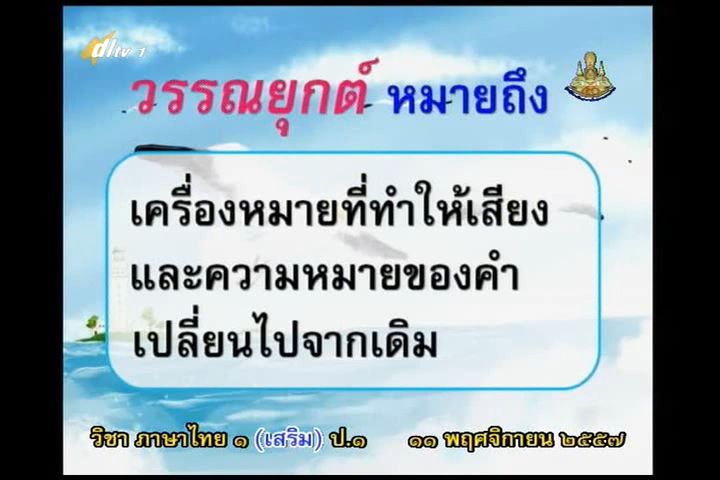 dltv 1
วรรณยุกต์ หมายถึง
เครื่องหมายที่ทำให้เสียง
และความหมายของคำ
เปลี่ยนไปจากเดิม
วิชา ภาษาไทย ๑ (เสริม) ป.๑ ๑๑ พฤศจิกายน ๒๕๕๗